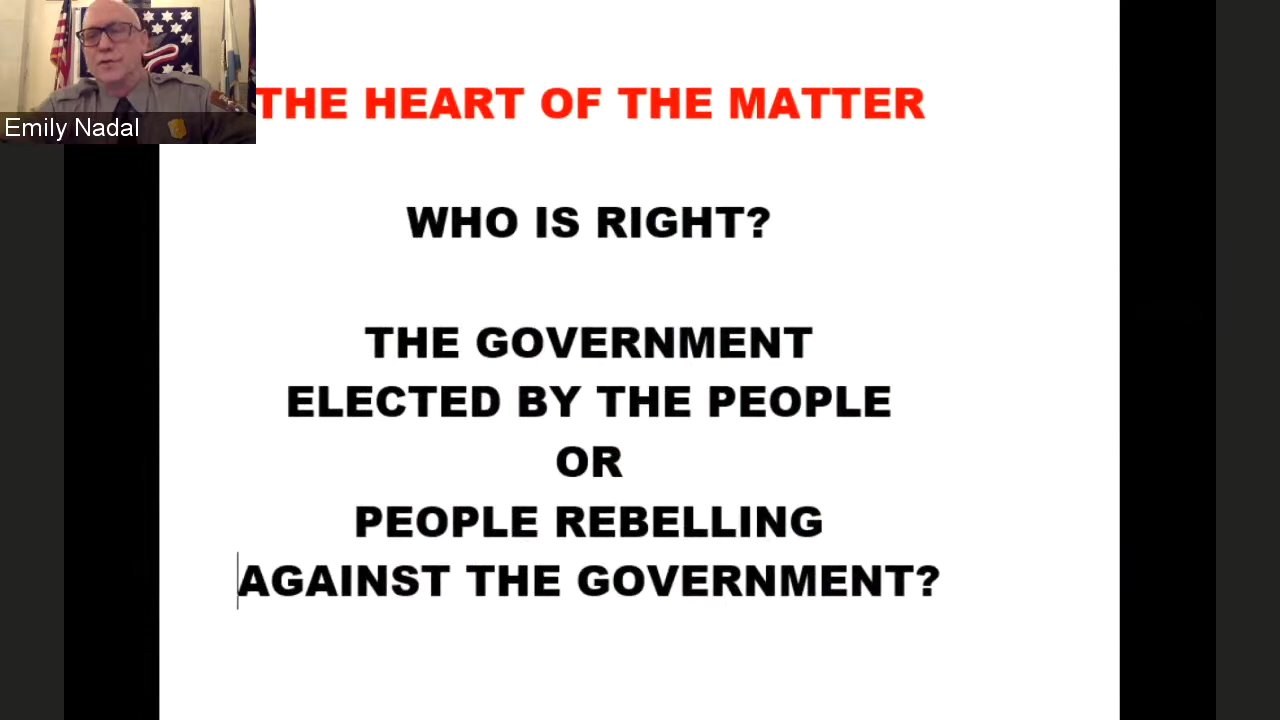 THE HEART OF THE MATTER
Emily Nadal
WHO IS RIGHT?
THE GOVERNMENT
ELECTED BY THE PEOPLE
OR
PEOPLE REBELLING
AGAINST THE GOVERNMENT?